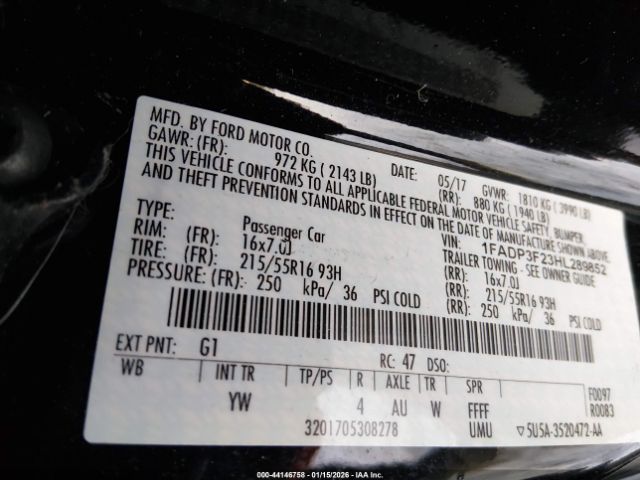 MFD. BY FORD MOTOR CO.
DATE: 05/17 GVWR: 1810 KG ( 3990 LB)
GAWR: (FR): 972 KG ( 2143 LB) (RR): 880 KG ( 1940 LB)
THIS VEHICLE CONFORMS TO ALL APPLICABLE FEDERAL MOTOR VEHICLE SAFETY, BUMPER,
AND THEFT PREVENTION STANDARDS IN EFFECT ON THE DATE OF MANUFACTURE SHOWN ABOVE.
VIN: 1FADP3F23HL289852
TYPE: Passenger Car TRAILER TOWING - SEE OWNER GUIDE
RIM: (FR): 16x7.0J (RR): 16x7.0J
TIRE: (FR): 215/55R16 93H (RR): 215/55R16 93H
PRESSURE: (FR): 250 kPa/ 36 PSI COLD (RR): 250 kPa/ 36 PSI COLD
EXT PNT: G1 RC: 47 DSO:
WB INT TR TP/PS R AXLE TR SPR F0097
YW 4 AU W FFFF R0083
3201705308278 UMU 5U5A-3520472-AA
000-44146758 - 01/15/2026 - IAA Inc.